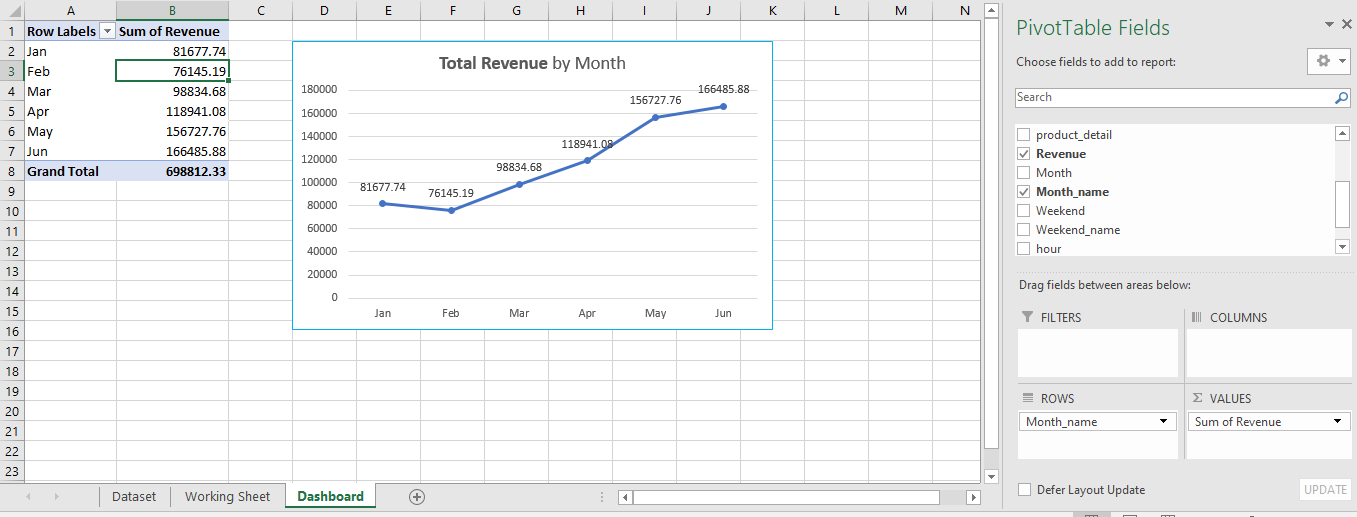 A B C D E F G H I J K L M N
1 Row Labels Sum of Revenue
2 Jan 81677.74
3 Feb 76145.19
4 Mar 98834.68
5 Apr 118941.08
6 May 156727.76
7 Jun 166485.88
8 Grand Total 698812.33
9
10
11
12
13
14
15
16
17
18
19
20
21
22
23
Total Revenue by Month
180000
160000
140000
120000
100000
80000
60000
40000
20000
0
81677.74
76145.19
98834.68
118941.08
156727.76
166485.88
Jan Feb Mar Apr May Jun
Dataset Working Sheet Dashboard
PivotTable Fields
Choose fields to add to report:
Search
product_detail
Revenue
Month
Month_name
Weekend
Weekend_name
hour
Drag fields between areas below:
FILTERS COLUMNS
ROWS Σ VALUES
Month_name Sum of Revenue
Defer Layout Update UPDATE